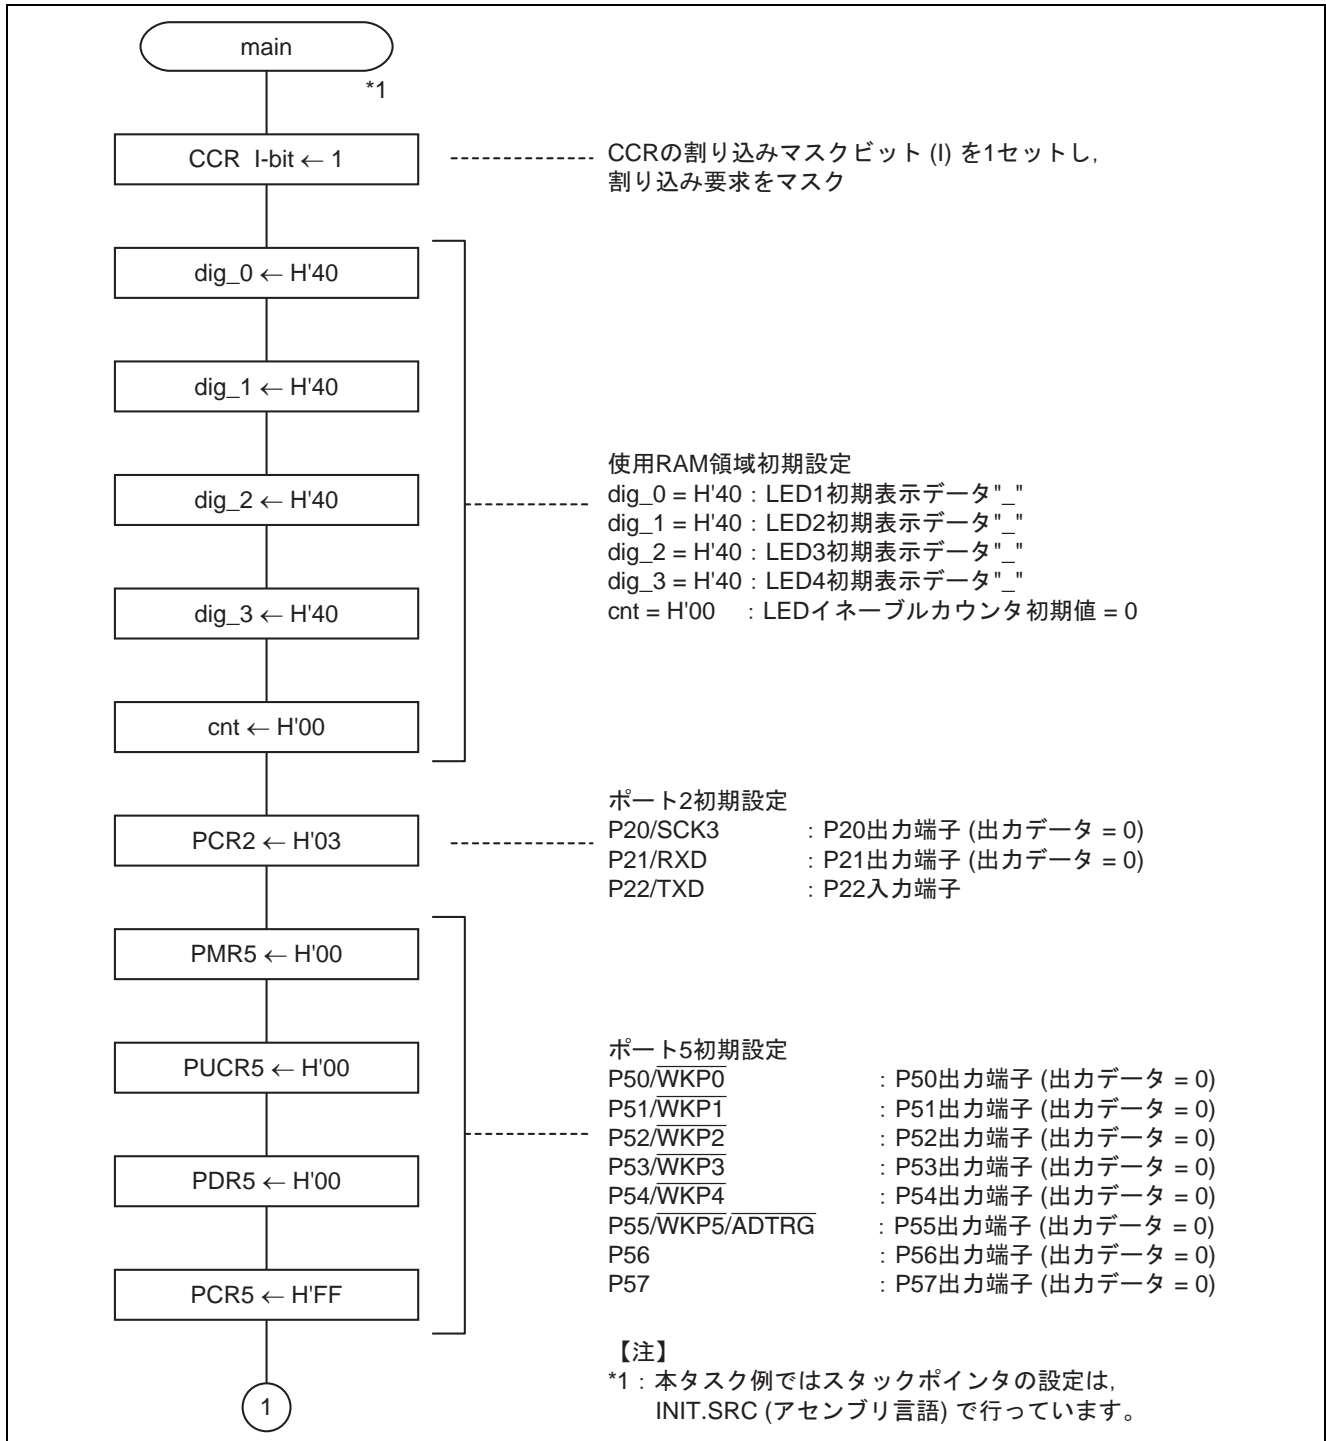 main
*1
CCR I-bit ← 1
CCRの割り込みマスクビット (I) を1セットし,
割り込み要求をマスク
dig_0 ← H'40
dig_1 ← H'40
dig_2 ← H'40
dig_3 ← H'40
cnt ← H'00
使用RAM領域初期設定
dig_0 = H'40 : LED1初期表示データ"_"
dig_1 = H'40 : LED2初期表示データ"_"
dig_2 = H'40 : LED3初期表示データ"_"
dig_3 = H'40 : LED4初期表示データ"_"
cnt = H'00 : LEDイネーブルカウンタ初期値 = 0
PCR2 ← H'03
ポート2初期設定
P20/SCK3 : P20出力端子 (出力データ = 0)
P21/RXD : P21出力端子 (出力データ = 0)
P22/TXD : P22入力端子
PMR5 ← H'00
PUCR5 ← H'00
PDR5 ← H'00
PCR5 ← H'FF
ポート5初期設定
P50/W̅K̅P̅0̅ : P50出力端子 (出力データ = 0)
P51/W̅K̅P̅1̅ : P51出力端子 (出力データ = 0)
P52/W̅K̅P̅2̅ : P52出力端子 (出力データ = 0)
P53/W̅K̅P̅3̅ : P53出力端子 (出力データ = 0)
P54/W̅K̅P̅4̅ : P54出力端子 (出力データ = 0)
P55/W̅K̅P̅5̅/A̅D̅T̅R̅G̅ : P55出力端子 (出力データ = 0)
P56 : P56出力端子 (出力データ = 0)
P57 : P57出力端子 (出力データ = 0)
1
【注】
*1 : 本タスク例ではスタックポインタの設定は,
INIT.SRC (アセンブリ言語) で行っています。